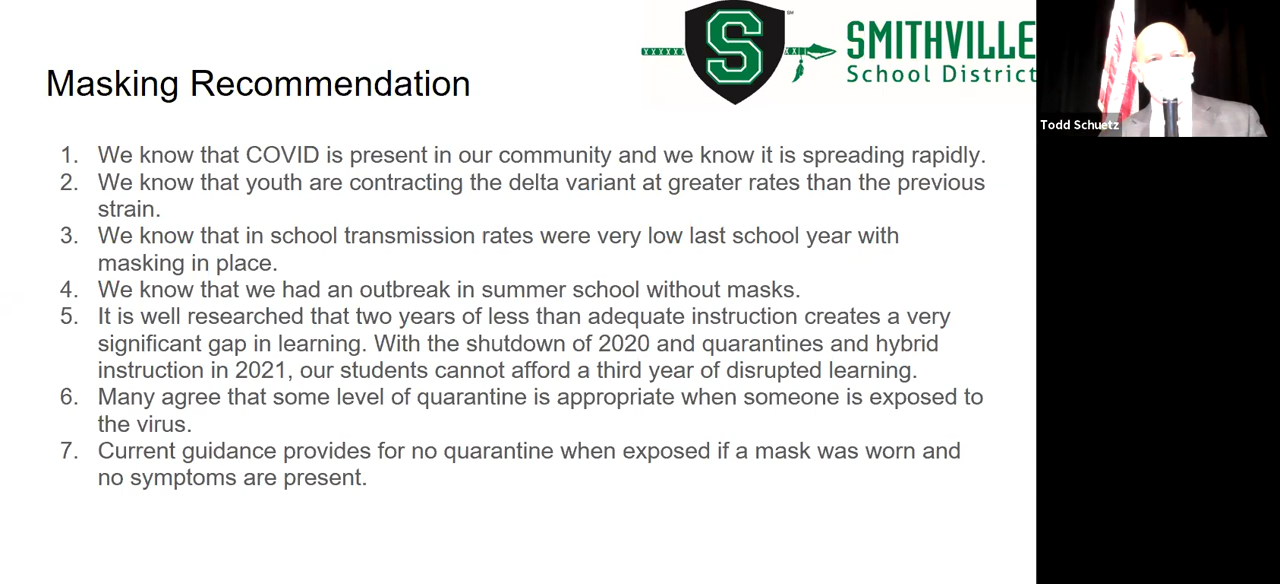 S
SM
SMITHVILLE
School District
Masking Recommendation
Todd Schuetz
1. We know that COVID is present in our community and we know it is spreading rapidly.
2. We know that youth are contracting the delta variant at greater rates than the previous
strain.
3. We know that in school transmission rates were very low last school year with
masking in place.
4. We know that we had an outbreak in summer school without masks.
5. It is well researched that two years of less than adequate instruction creates a very
significant gap in learning. With the shutdown of 2020 and quarantines and hybrid
instruction in 2021, our students cannot afford a third year of disrupted learning.
6. Many agree that some level of quarantine is appropriate when someone is exposed to
the virus.
7. Current guidance provides for no quarantine when exposed if a mask was worn and
no symptoms are present.